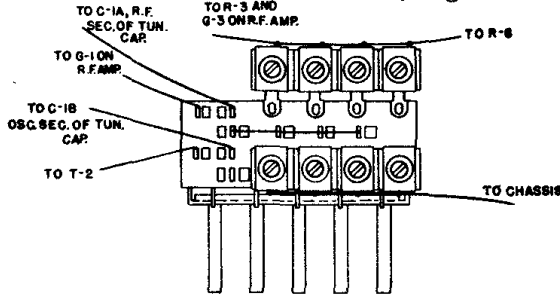 TO C-1A, R.F.
SEC. OF TUN.
CAP.
TO R-3 AND
G-3 ON R.F. AMP.
TO R-6
TO G-1 ON
R.F. AMP.
TO C-1B
OSC. SEC. OF TUN.
CAP.
TO T-2
TO CHASSIS